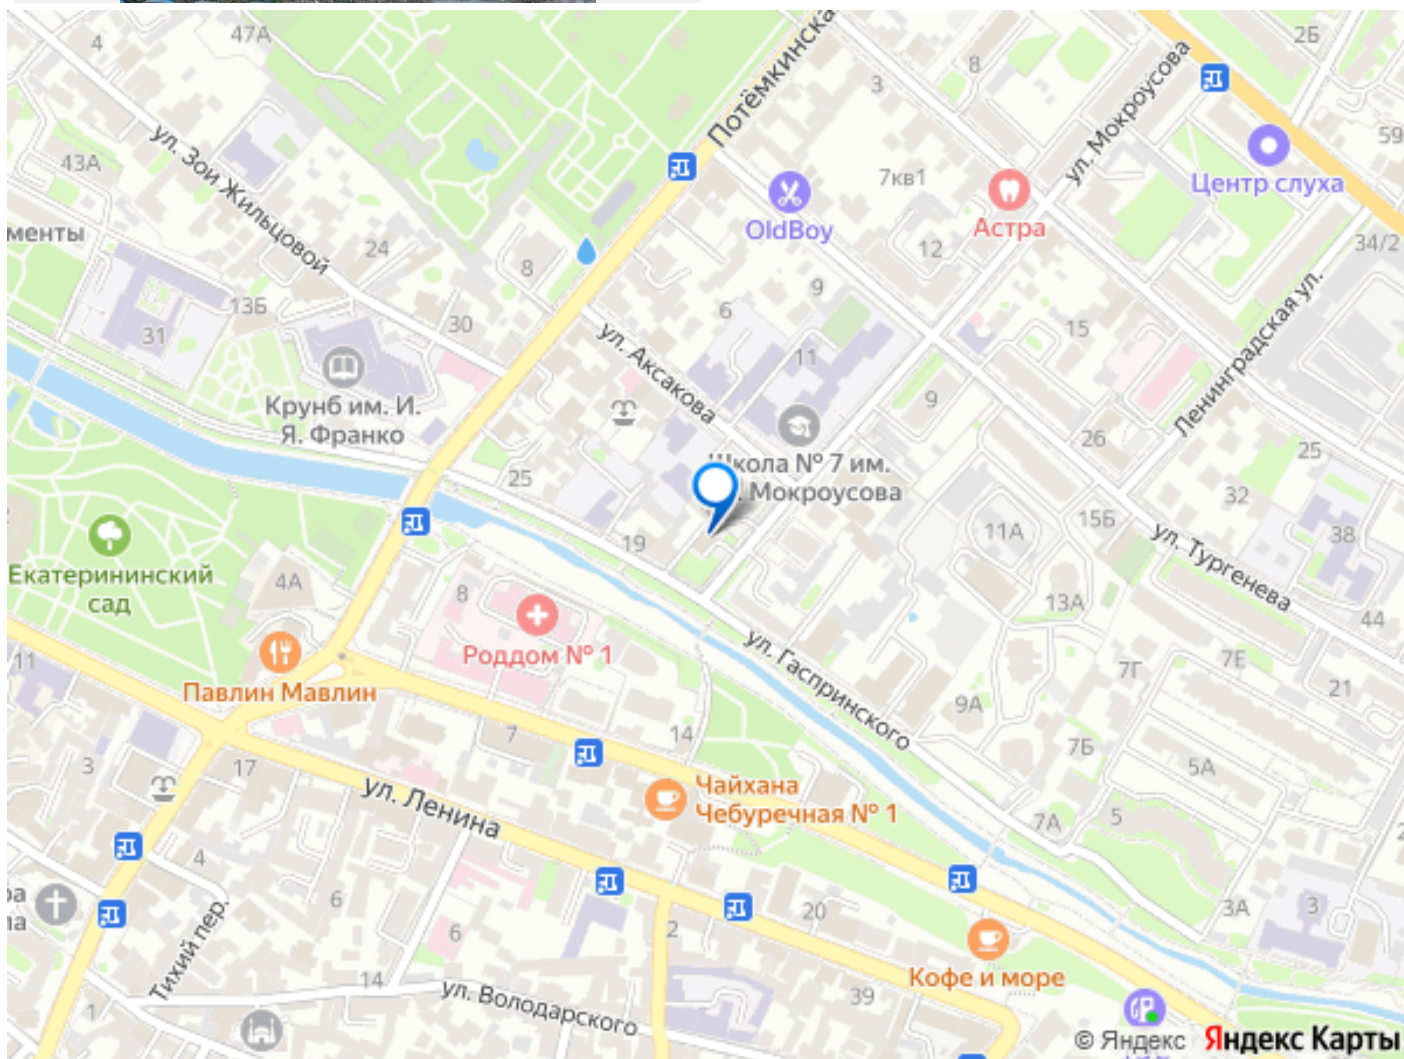 47А
4
Потёмкинска
2Б
3
8
ул. Мокроусова
59
ул. Зои Жильцовой
43А
7кв1
Центр слуха
OldBoy
Астра
менты
24
8
12
34/2
13Б
31
30
6
9
15
Ленинградская ул.
ул. Аксакова
11
Крунб им. И.
Я. Франко
9
26
25
Школа № 7 им.
. Мокроусова
25
32
19
11А
15Б
38
ул. Тургенева
Екатерининский
сад
4А
8
13А
44
Роддом № 1
ул. Гаспринского
11
Павлин Мавлин
7Г
7Е
21
9А
7
14
7Б
5А
3
17
ул. Ленина
Чайхана
Чебуречная № 1
7А
5
4
ра
ла
6
Тихий пер.
6
2
20
3А
3
Кофе и море
14
39
1
ул. Володарского
© Яндекс Яндекс Карты